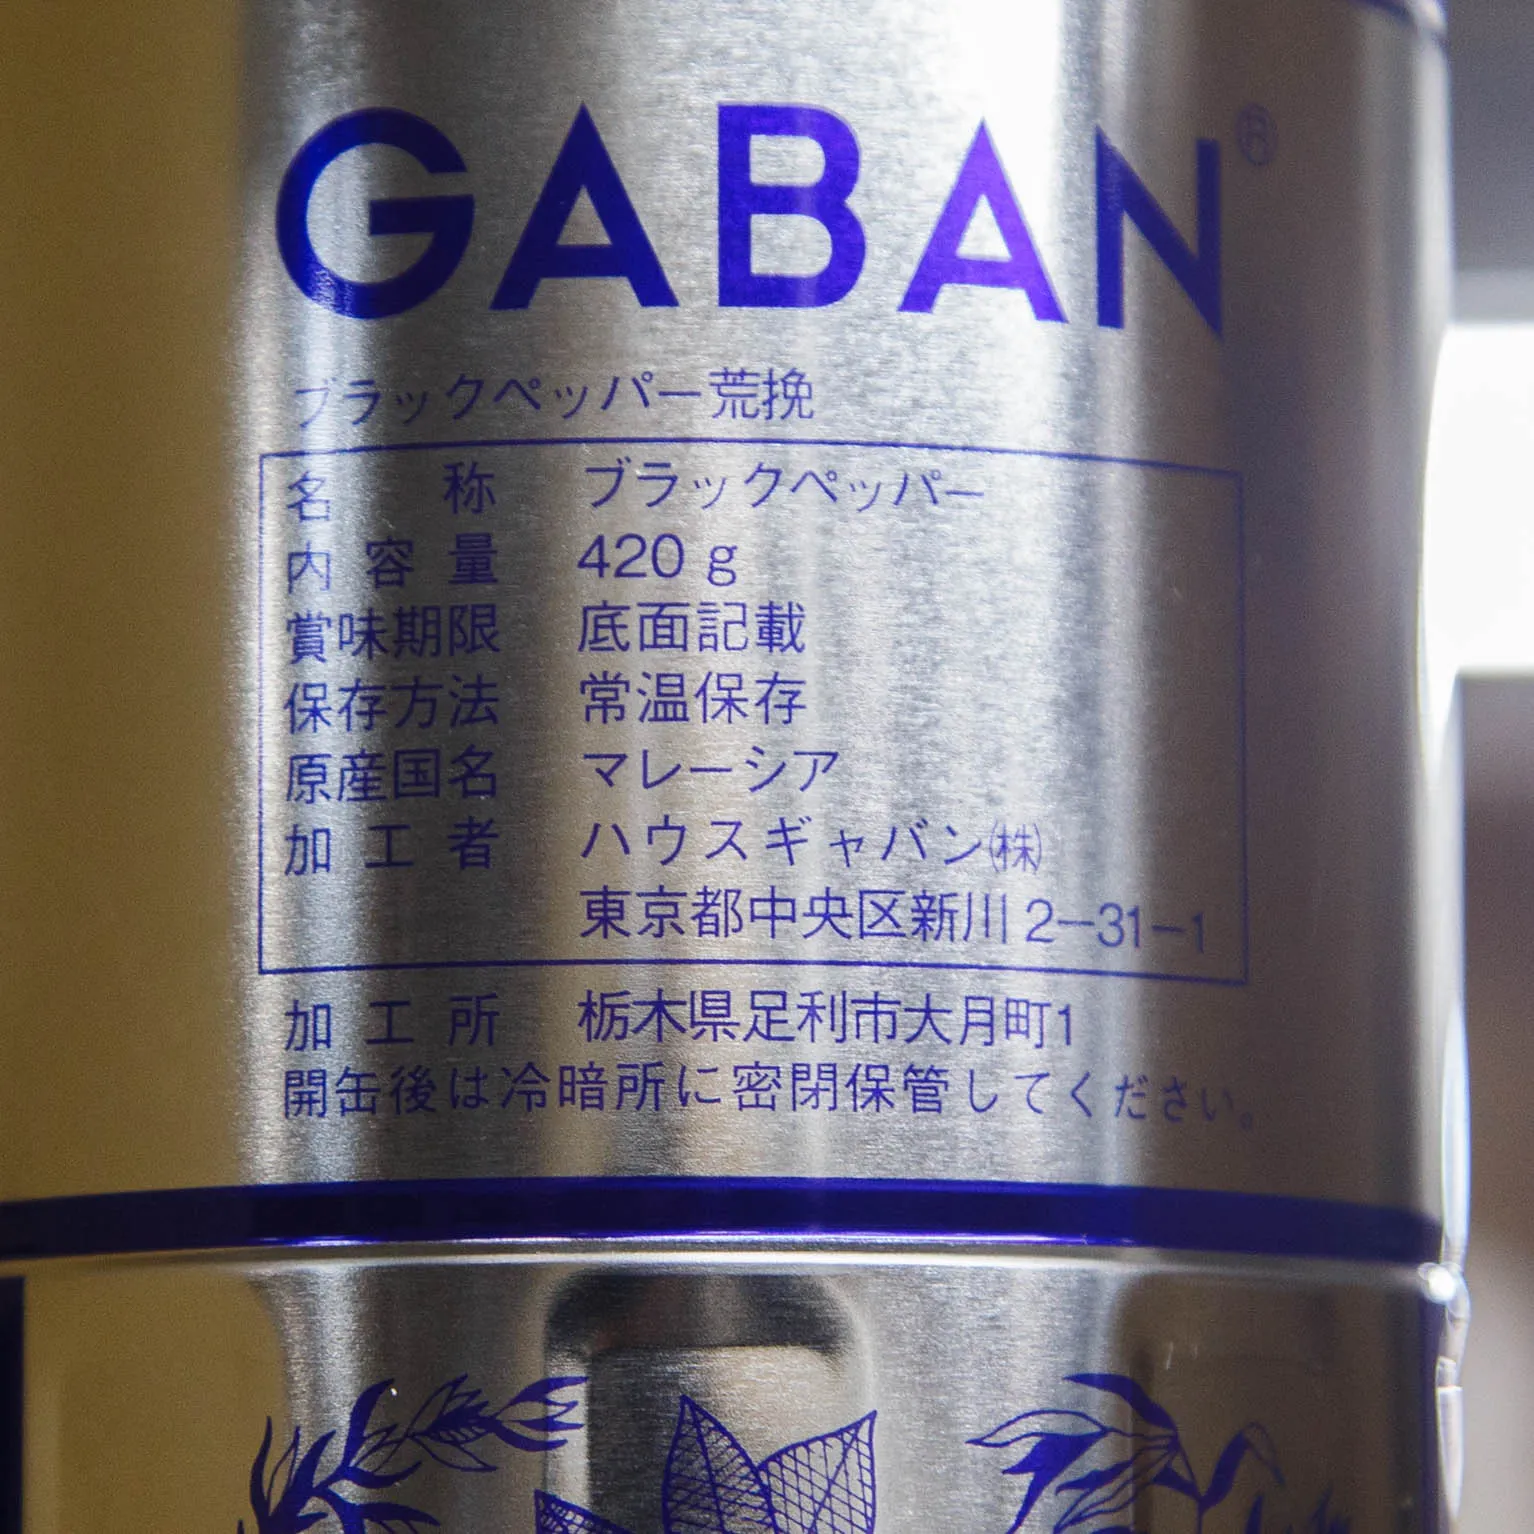 GABAN®
ブラックペッパー荒挽
名称 ブラックペッパー
内容量 420 g
賞味期限 底面記載
保存方法 常温保存
原産国名 マレーシア
加工者 ハウスギャバン㈱
東京都中央区新川2-31-1
加工所 栃木県足利市大月町1
開缶後は冷暗所に密閉保管してください。